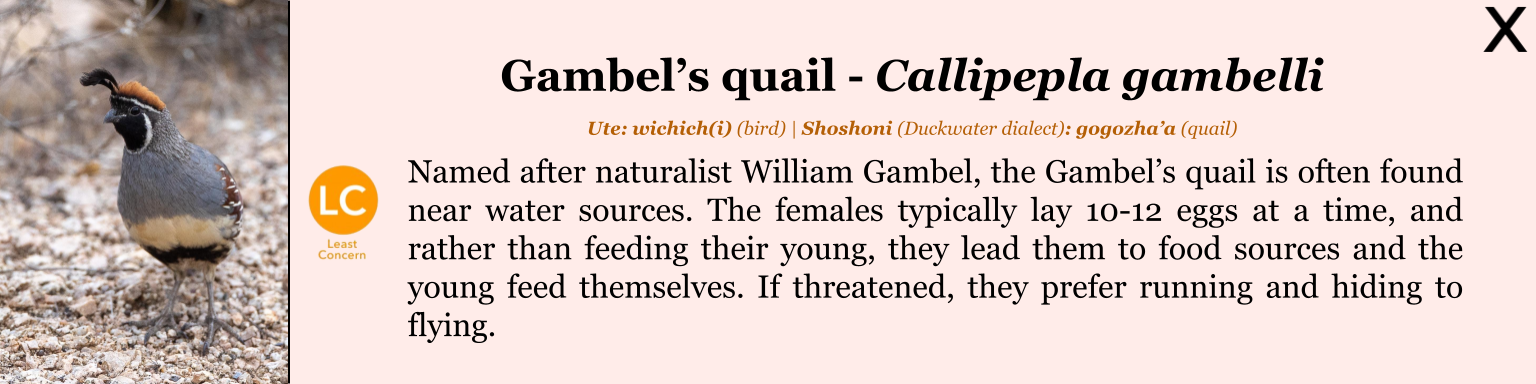 X
Gambel’s quail - Callipepla gambelli
Ute: wichich(i) (bird) | Shoshoni (Duckwater dialect): gogozha’a (quail)
LC
Least
Concern
Named after naturalist William Gambel, the Gambel’s quail is often found
near water sources. The females typically lay 10-12 eggs at a time, and
rather than feeding their young, they lead them to food sources and the
young feed themselves. If threatened, they prefer running and hiding to
flying.